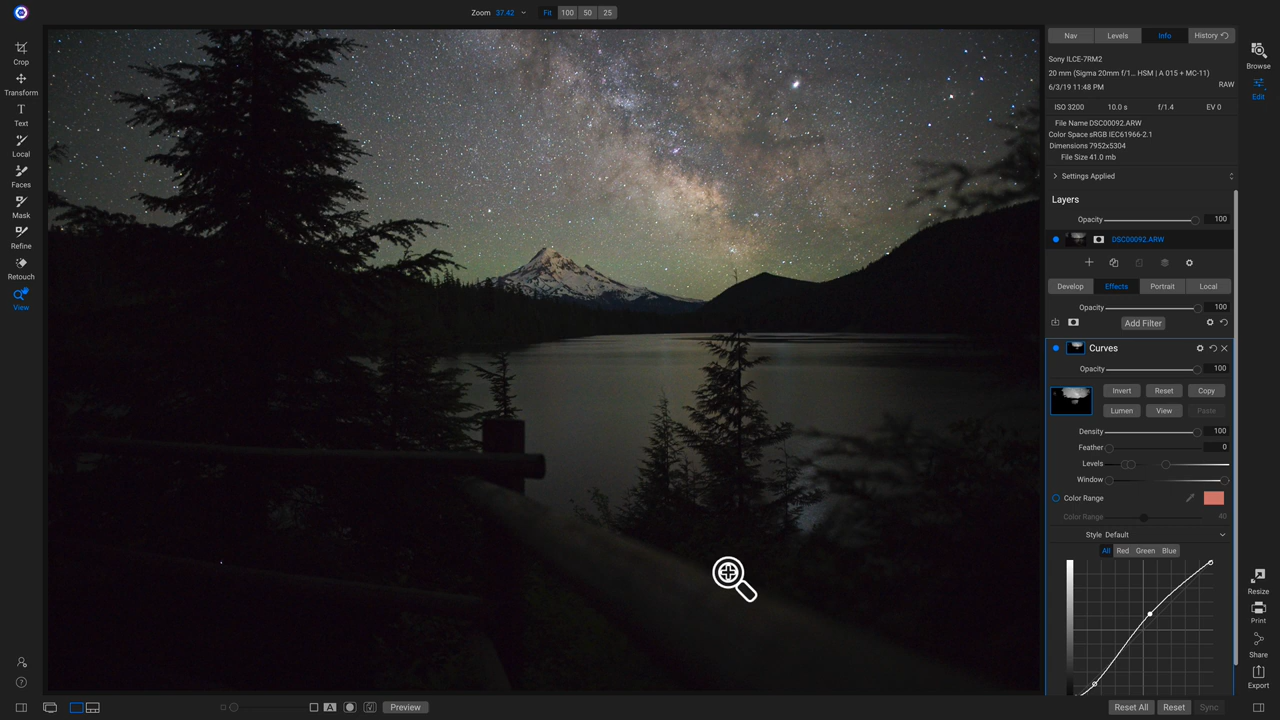 Zoom 37.42 Fit 100 50 25
Crop
Transform
Text
Local
Faces
Mask
Refine
Retouch
View
Nav Levels Info History
Sony ILCE-7RM2
20 mm (Sigma 20mm f/1... HSM | A 015 + MC-11)
6/3/19 11:48 PM RAW
ISO 3200 10.0 s f/1.4 EV 0
File Name DSC00092.ARW
Color Space sRGB IEC61966-2.1
Dimensions 7952x5304
File Size 41.0 mb
Settings Applied
Layers
Opacity 100
DSC00092.ARW
Develop Effects Portrait Local
Opacity 100
Add Filter
Curves
Opacity 100
Invert Reset Copy
Lumen View Paste
Density 100
Feather 0
Levels
Window
Color Range
Color Range 40
Style Default
All Red Green Blue
Browse
Edit
Resize
Print
Share
Export
A Preview
Reset All Reset Sync